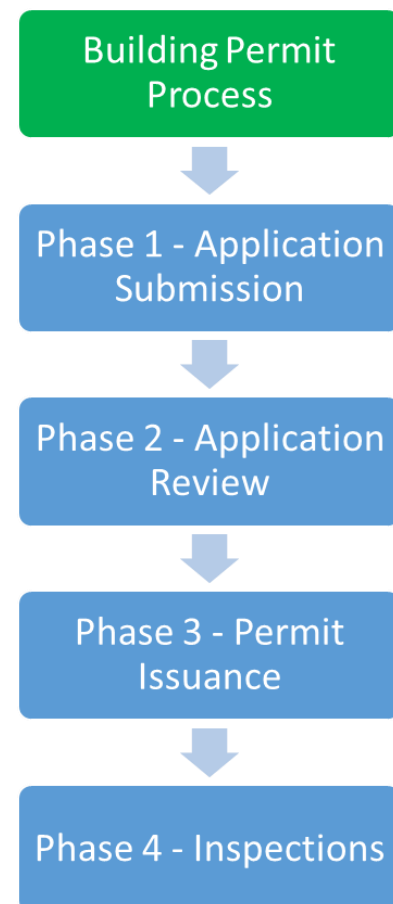 Building Permit
Process
Phase 1 - Application
Submission
Phase 2 - Application
Review
Phase 3 - Permit
Issuance
Phase 4 - Inspections